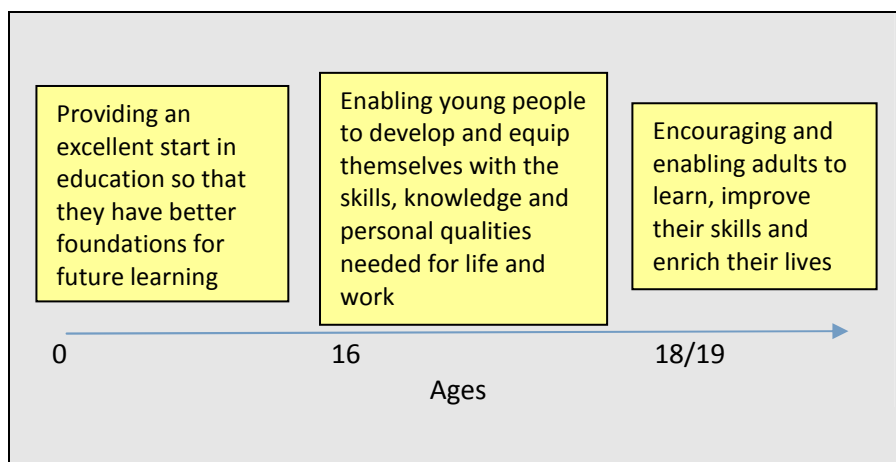 Providing an
excellent start in
education so that
they have better
foundations for
future learning
Enabling young people
to develop and equip
themselves with the
skills, knowledge and
personal qualities
needed for life and
work
Encouraging and
enabling adults to
learn, improve
their skills and
enrich their lives
0
16
18/19
Ages